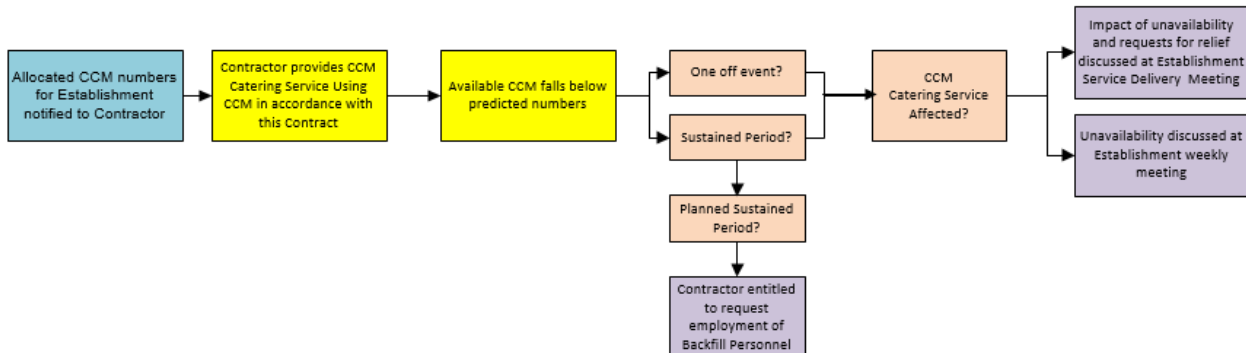 Allocated CCM numbers
for Establishment
notified to Contractor
Contractor provides CCM
Catering Service Using
CCM in accordance with
this Contract
Available CCM falls below
predicted numbers
One off event?
Sustained Period?
Planned Sustained
Period?
Contractor entitled
to request
employment of
Backfill Personnel
CCM
Catering Service
Affected?
Impact of unavailability
and requests for relief
discussed at Establishment
Service Delivery Meeting
Unavailability discussed at
Establishment weekly
meeting